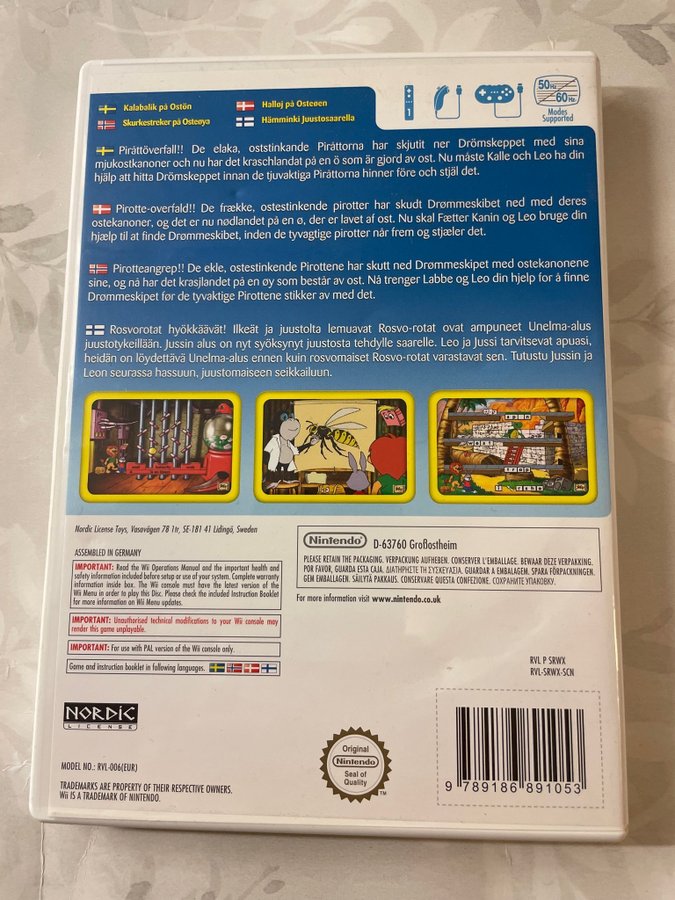 Kalabalik på Ostön
Halløj på Osteøen
Skurkestreker på Osteøya
Hämminki Juustosaarella
1
50Hz
60Hz
Modes
Supported
Piråttöverfall!! De elaka, oststinkande Piråttorna har skjutit ner Drömskeppet med sina
mjukostkanoner och nu har det kraschlandat på en ö som är gjord av ost. Nu måste Kalle och Leo ha din
hjälp att hitta Drömskeppet innan de tjuvaktiga Piråttorna hinner före och stjäl det.
Pirotte-overfald!! De frække, ostestinkende pirotter har skudt Drømmeskibet ned med deres
ostekanoner, og det er nu nødlandet på en ø, der er lavet af ost. Nu skal Fætter Kanin og Leo bruge din
hjælp til at finde Drømmeskibet, inden de tyvagtige pirotter når frem og stjæler det.
Pirotteangrep!! De ekle, ostestinkende Pirottene har skutt ned Drømmeskipet med ostekanonene
sine, og nå har det krasjlandet på en øy som består av ost. Nå trenger Labbe og Leo din hjelp for å finne
Drømmeskipet før de tyvaktige Pirottene stikker av med det.
Rosvorotat hyökkäävät! Ilkeät ja juustolta lemuavat Rosvo-rotat ovat ampuneet Unelma-alus
juustotykeillään. Jussin alus on nyt syöksynyt juustosta tehdylle saarelle. Leo ja Jussi tarvitsevat apuasi,
heidän on löydettävä Unelma-alus ennen kuin rosvomaiset Rosvo-rotat varastavat sen. Tutustu Jussin ja
Leon seurassa hassuun, juustomaiseen seikkailuun.
Nordic License Toys, Vasavägen 78 1tr, SE-181 41 Lidingö, Sweden
ASSEMBLED IN GERMANY
IMPORTANT: Read the Wii Operations Manual and the important health and
safety information included before setup or use of your system. Complete warranty
information inside box. The Wii console must have the latest version of the
Wii Menu in order to play this Disc. Please check the included Instruction Booklet
for more information on Wii Menu updates.
IMPORTANT: Unauthorised technical modifications to your Wii console may
render this game unplayable.
IMPORTANT: For use with PAL version of the Wii console only.
Game and instruction booklet in following languages.
Nintendo
D-63760 Großostheim
PLEASE RETAIN THE PACKAGING. VERPACKUNG AUFHEBEN. CONSERVER L'EMBALLAGE. BEWAAR DEZE VERPAKKING.
POR FAVOR, GUARDA ESTA CAJA. ΔΙΑΤΗΡΗΣΤΕ ΤΗ ΣΥΣΚΕΥΑΣΙΑ. GUARDAR A EMBALAGEM. SPARA FÖRPACKNINGEN.
GEM EMBALLAGEN. SÄILYTÄ PAKKAUS. CONSERVARE QUESTA CONFEZIONE. СОХРАНИТЕ УПАКОВКУ.
For more information visit www.nintendo.co.uk
RVL P SRWX
RVL-SRWX-SCN
NORDIC
LICENSE
Original
Nintendo
Seal of
Quality
TM
MODEL NO.: RVL-006(EUR)
TRADEMARKS ARE PROPERTY OF THEIR RESPECTIVE OWNERS.
Wii IS A TRADEMARK OF NINTENDO.
9 789186 891053